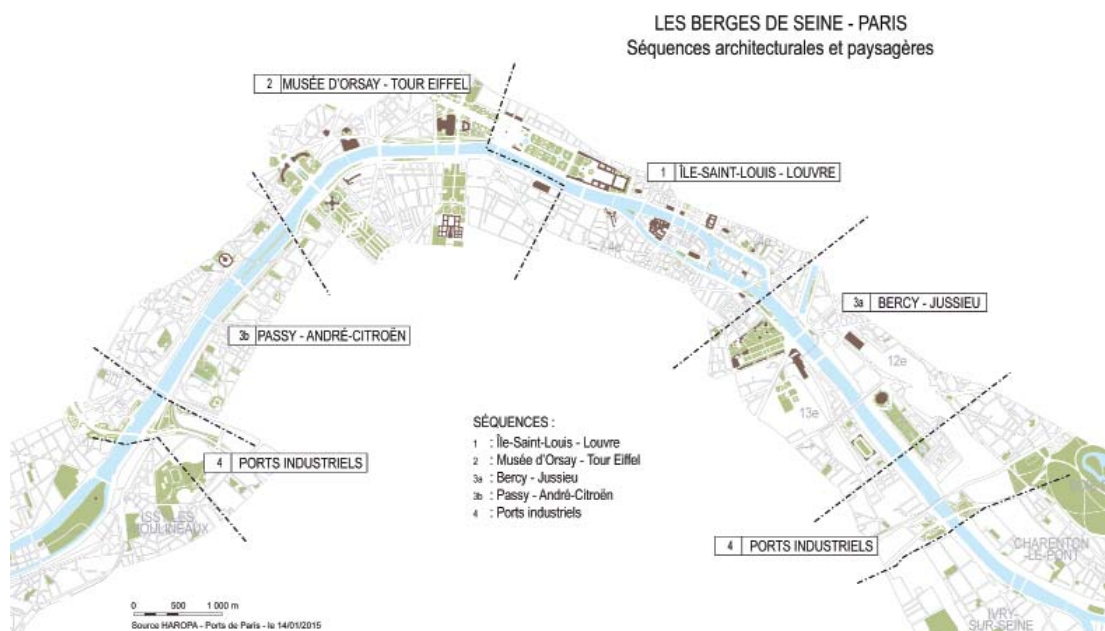 LES BERGES DE SEINE - PARIS
Séquences architecturales et paysagères
2 MUSÉE D'ORSAY - TOUR EIFFEL
1 ÎLE-SAINT-LOUIS - LOUVRE
4e
3a BERCY - JUSSIEU
3b PASSY - ANDRÉ-CITROËN
12e
13e
SÉQUENCES :
1 : Île-Saint-Louis - Louvre
2 : Musée d'Orsay - Tour Eiffel
3a : Bercy - Jussieu
3b : Passy - André-Citroën
4 : Ports industriels
4 PORTS INDUSTRIELS
4 PORTS INDUSTRIELS
CHARENTON
-LE-PONT
IVRY-
SUR-SEINE
0 500 1 000 m
Source HAROPA - Ports de Paris - le 14/01/2015